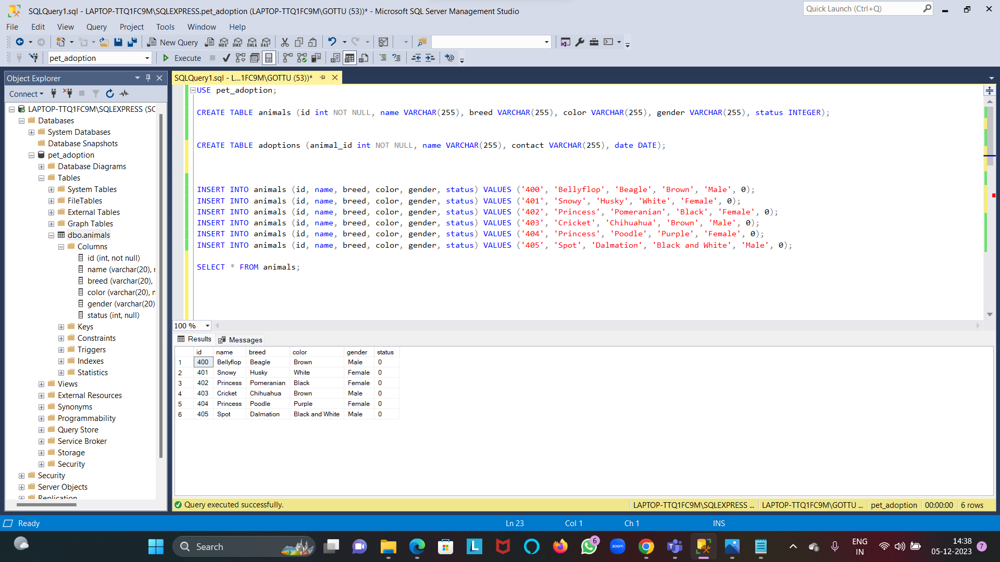 SQLQuery1.sql - LAPTOP-TTQ1FC9M\SQLEXPRESS.pet_adoption (LAPTOP-TTQ1FC9M\GOTTU (53))* - Microsoft SQL Server Management Studio
Quick Launch (Ctrl+Q)
File Edit View Query Project Tools Window Help
New Query MDX DMX XMLA DAX
pet_adoption Execute
Object Explorer
SQLQuery1.sql - L...1FC9M\GOTTU (53))*
Connect
LAPTOP-TTQ1FC9M\SQLEXPRESS (SC
Databases
System Databases
Database Snapshots
pet_adoption
Database Diagrams
Tables
System Tables
FileTables
External Tables
Graph Tables
dbo.animals
Columns
id (int, not null)
name (varchar(20), r
breed (varchar(20),
color (varchar(20), n
gender (varchar(20)
status (int, null)
Keys
Constraints
Triggers
Indexes
Statistics
Views
External Resources
Synonyms
Programmability
Query Store
Service Broker
Storage
Security
Security
Server Objects
Replication
USE pet_adoption;
CREATE TABLE animals (id int NOT NULL, name VARCHAR(255), breed VARCHAR(255), color VARCHAR(255), gender VARCHAR(255), status INTEGER);
CREATE TABLE adoptions (animal_id int NOT NULL, name VARCHAR(255), contact VARCHAR(255), date DATE);
INSERT INTO animals (id, name, breed, color, gender, status) VALUES ('400', 'Bellyflop', 'Beagle', 'Brown', 'Male', 0);
INSERT INTO animals (id, name, breed, color, gender, status) VALUES ('401', 'Snowy', 'Husky', 'White', 'Female', 0);
INSERT INTO animals (id, name, breed, color, gender, status) VALUES ('402', 'Princess', 'Pomeranian', 'Black', 'Female', 0);
INSERT INTO animals (id, name, breed, color, gender, status) VALUES ('403', 'Cricket', 'Chihuahua', 'Brown', 'Male', 0);
INSERT INTO animals (id, name, breed, color, gender, status) VALUES ('404', 'Princess', 'Poodle', 'Purple', 'Female', 0);
INSERT INTO animals (id, name, breed, color, gender, status) VALUES ('405', 'Spot', 'Dalmation', 'Black and White', 'Male', 0);
SELECT * FROM animals;
100 %
Results Messages
id name breed color gender status
1 400 Bellyflop Beagle Brown Male 0
2 401 Snowy Husky White Female 0
3 402 Princess Pomeranian Black Female 0
4 403 Cricket Chihuahua Brown Male 0
5 404 Princess Poodle Purple Female 0
6 405 Spot Dalmation Black and White Male 0
Query executed successfully. LAPTOP-TTQ1FC9M\SQLEXPRESS ... LAPTOP-TTQ1FC9M\GOTTU ... pet_adoption 00:00:00 6 rows
Ready Ln 23 Col 1 Ch 1 INS
Search L 6 zoom ENG IN 14:38 05-12-2023 7